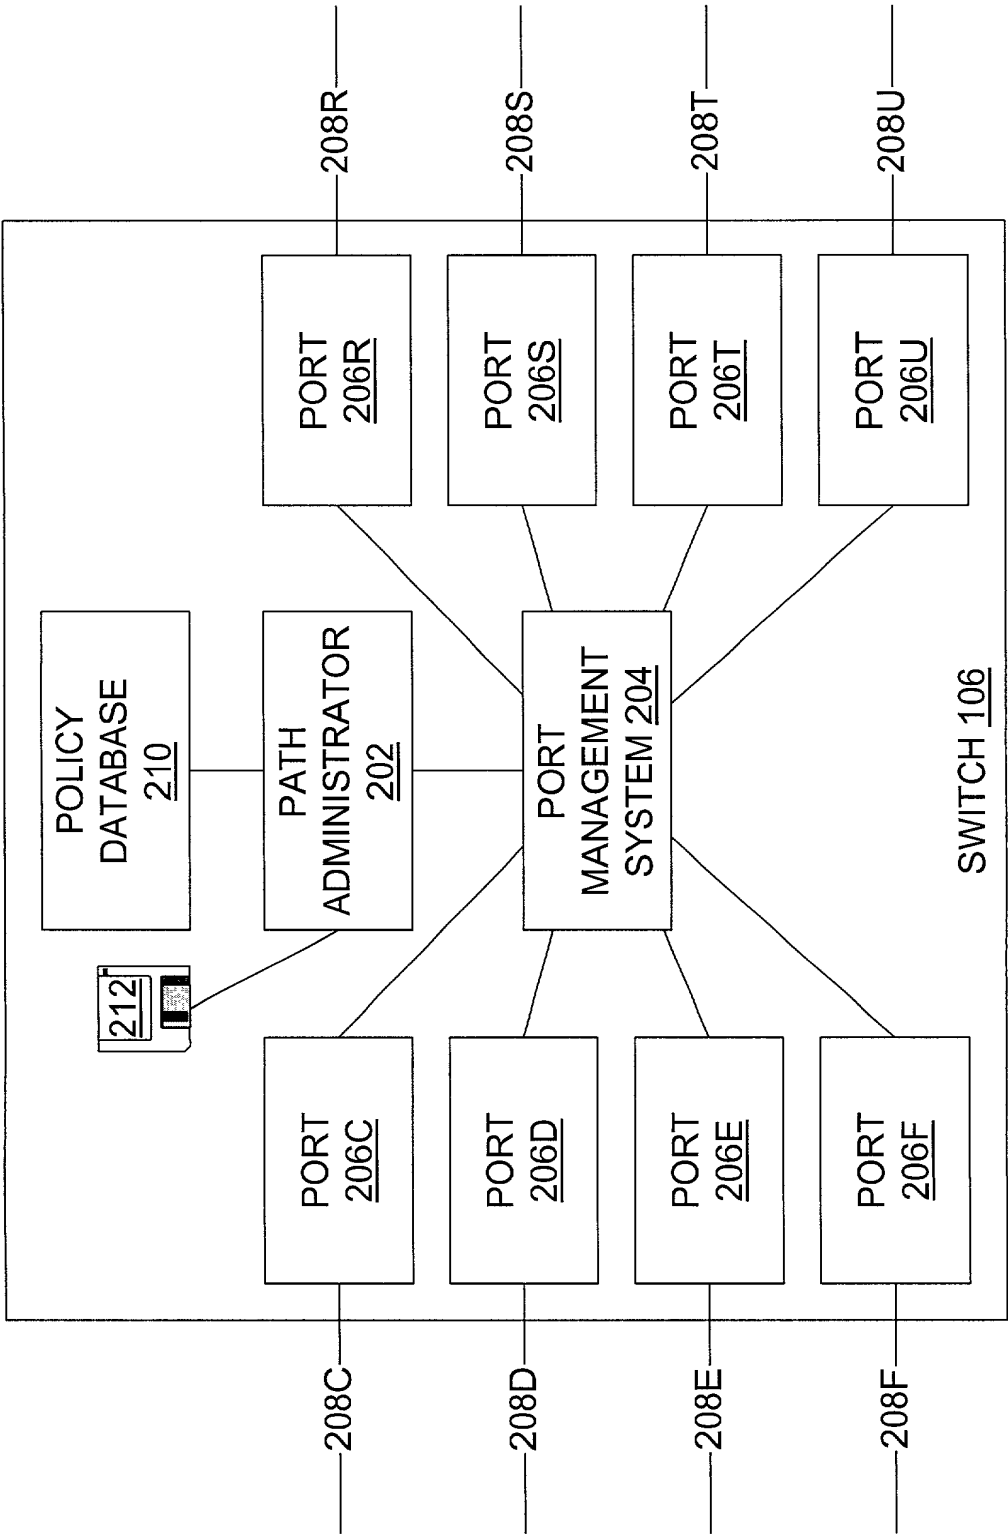 POLICY
DATABASE
210
212
PATH
ADMINISTRATOR
202
208C
PORT
206C
PORT
206R
208R
208D
PORT
206D
PORT
206S
208S
PORT
MANAGEMENT
SYSTEM 204
208E
PORT
206E
PORT
206T
208T
208F
PORT
206F
PORT
206U
208U
SWITCH 106